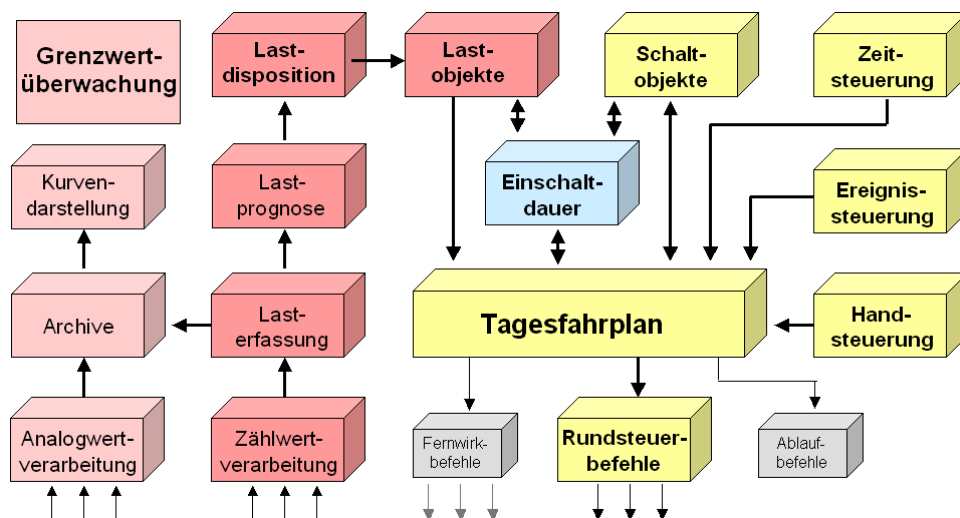 Grenzwert-
überwachung
Last-
disposition
Last-
objekte
Schalt-
objekte
Zeit-
steuerung
Kurven-
darstellung
Last-
prognose
Einschalt-
dauer
Ereignis-
steuerung
Archive
Last-
erfassung
Tagesfahrplan
Hand-
steuerung
Analogwert-
verarbeitung
Zählwert-
verarbeitung
Fernwirk-
befehle
Rundsteuer-
befehle
Ablauf-
befehle